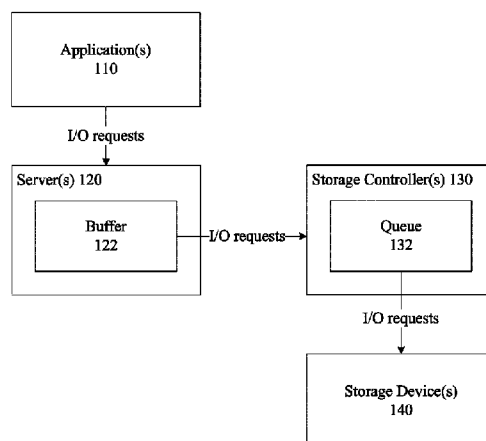 Application(s)
110
I/O requests
Server(s) 120
Buffer
122
I/O requests
Storage Controller(s) 130
Queue
132
I/O requests
Storage Device(s)
140